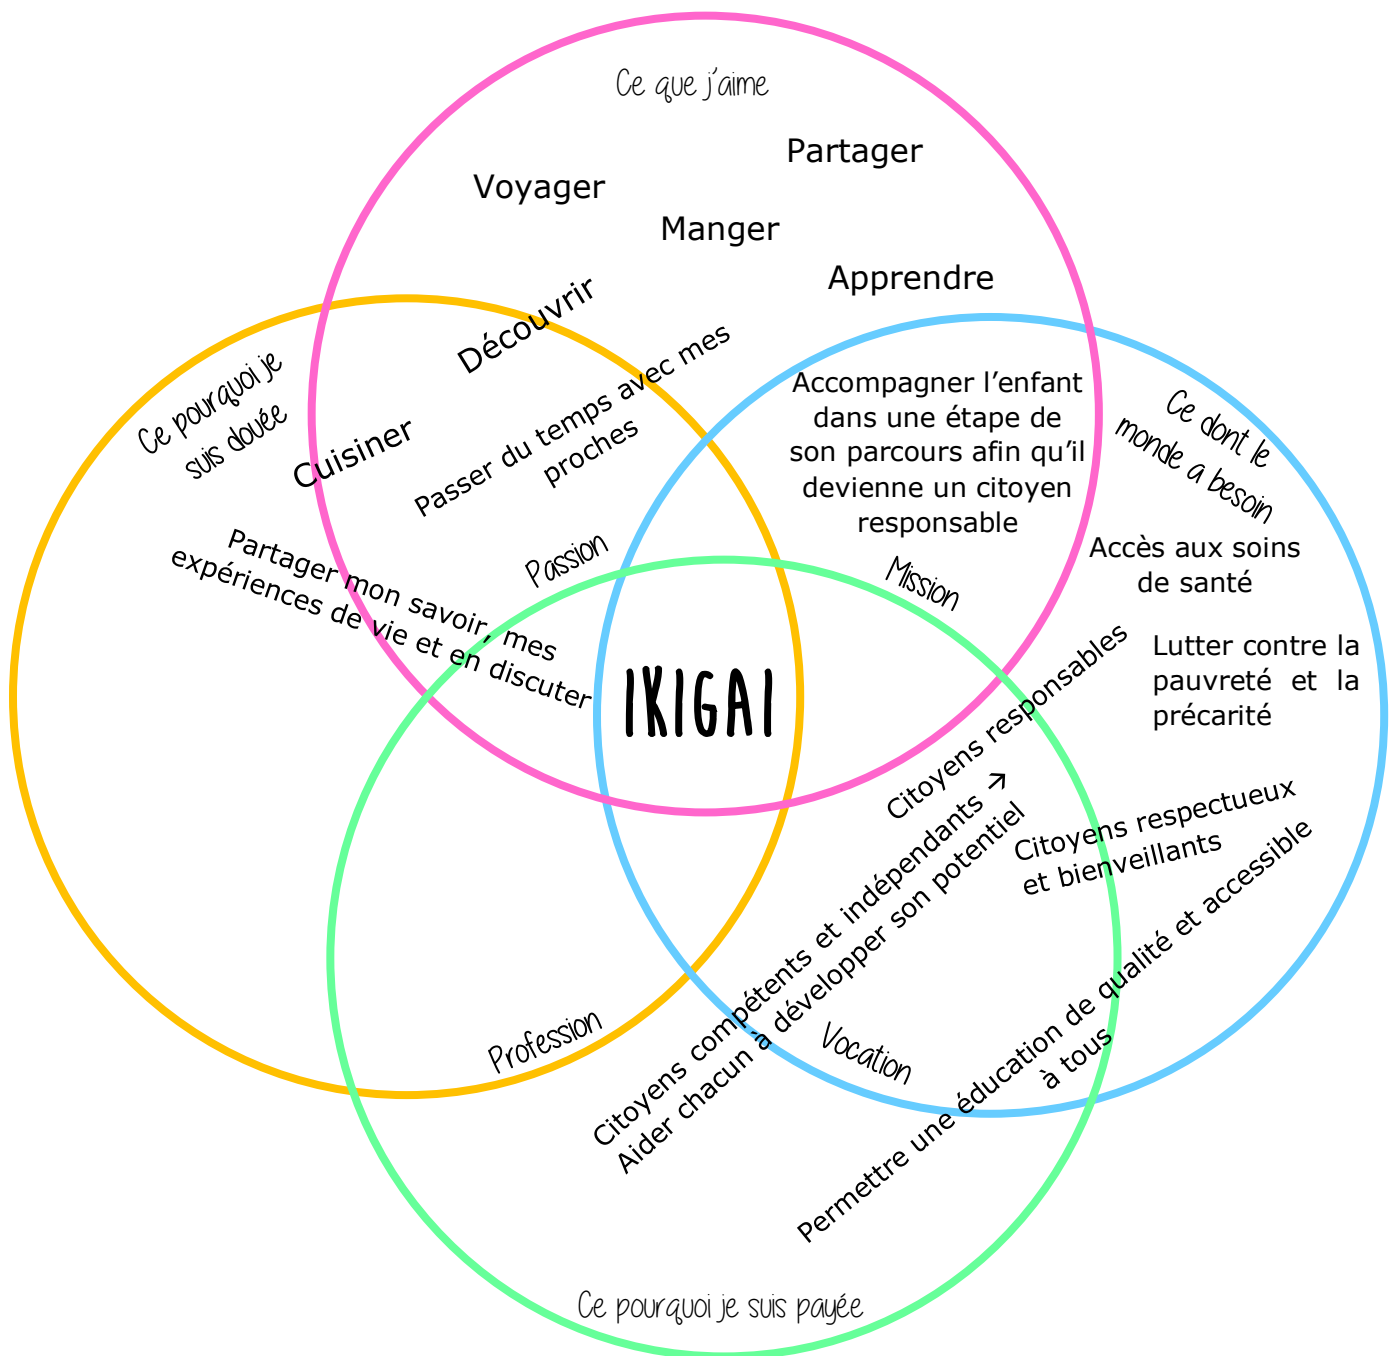 Ce que j'aime
Partager
Voyager
Manger
Apprendre
Découvrir
Ce pourquoi je
suis douée
Cuisiner
Passer du temps avec mes
proches
Accompagner l'enfant
dans une étape de
son parcours afin qu'il
devienne un citoyen
responsable
Ce dont le
monde a besoin
Partager mon savoir, mes
expériences de vie et en discuter
Passion
Mission
Accès aux soins
de santé
Lutter contre la
pauvreté et la
précarité
IKIGAI
Citoyens responsables
Citoyens respectueux
et bienveillants
Citoyens compétents et indépendants →
Aider chacun à développer son potentiel
Permettre une éducation de qualité et accessible
à tous
Profession
Vocation
Ce pourquoi je suis payée